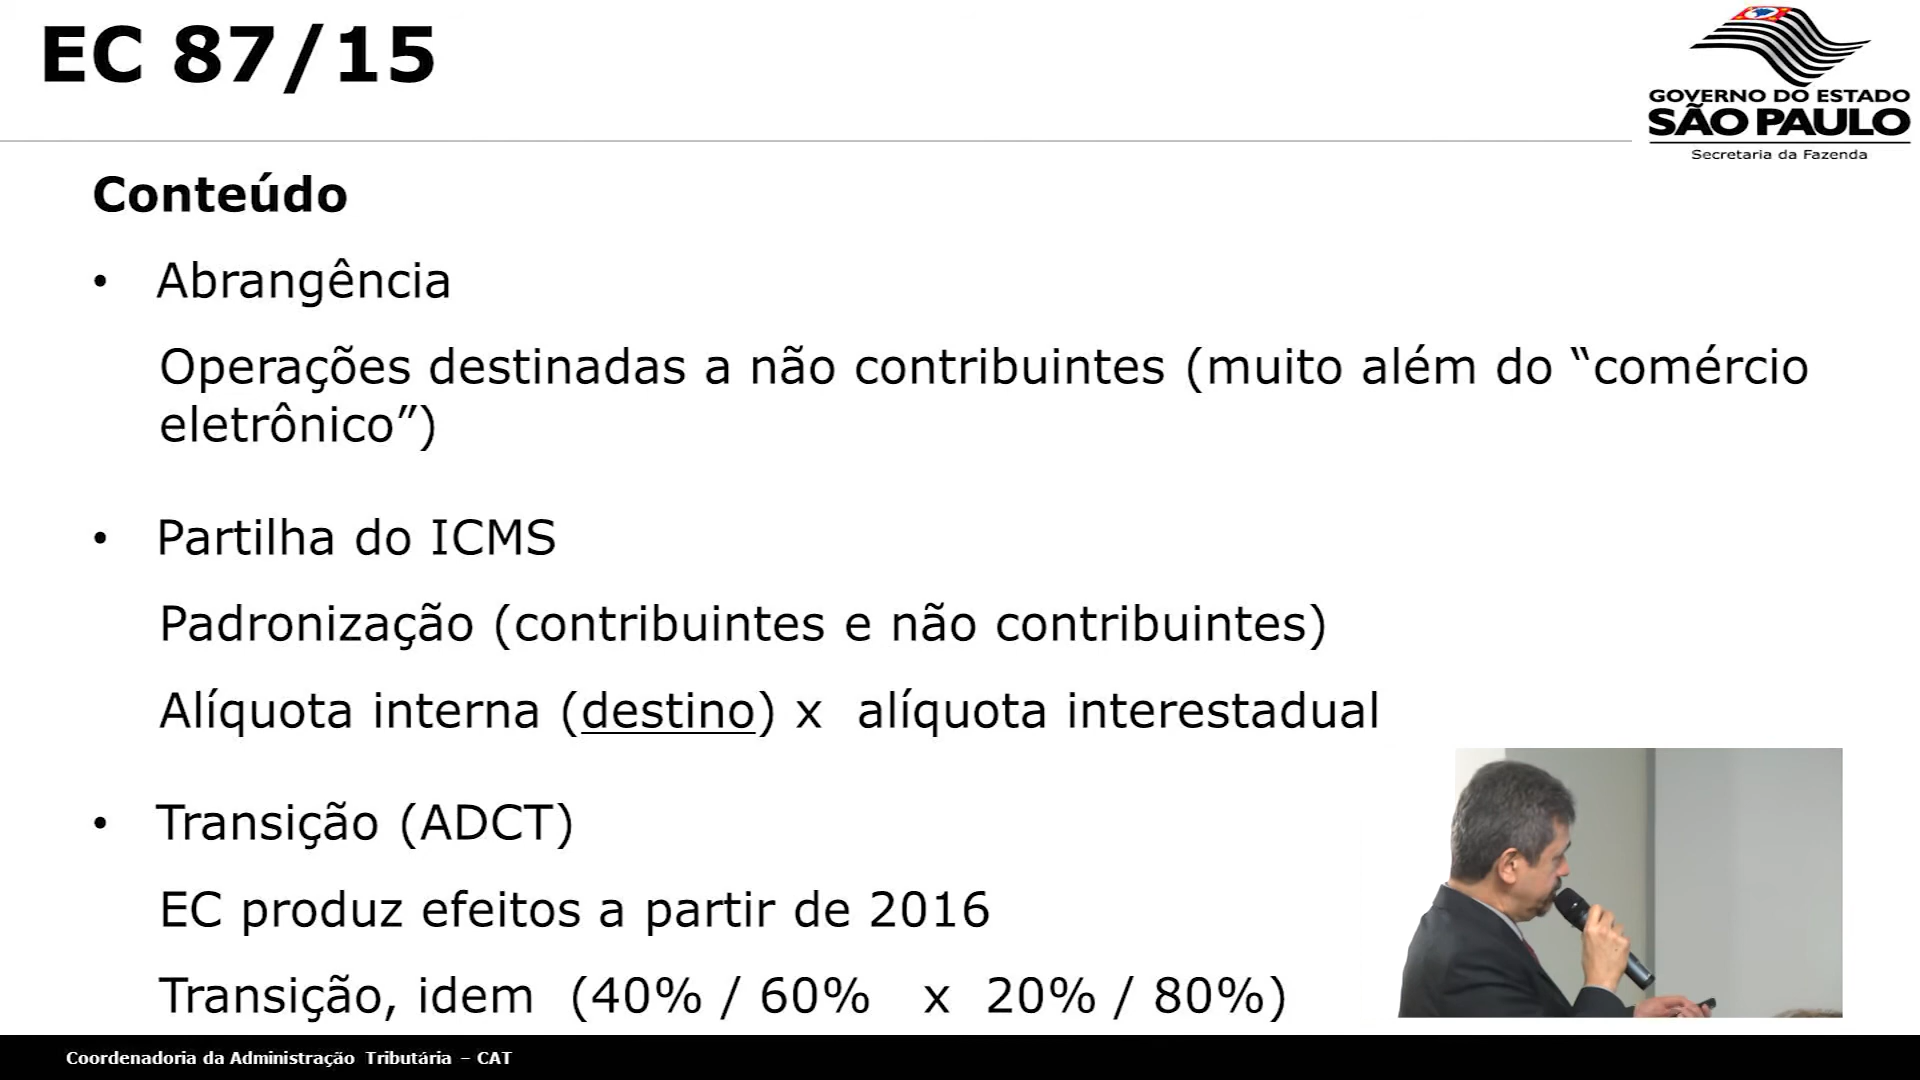 EC 87/15
GOVERNO DO ESTADO
SÃO PAULO
Secretaria da Fazenda
Conteúdo
• Abrangência
Operações destinadas a não contribuintes (muito além do “comércio
eletrônico”)
• Partilha do ICMS
Padronização (contribuintes e não contribuintes)
Alíquota interna (destino) x alíquota interestadual
• Transição (ADCT)
EC produz efeitos a partir de 2016
Transição, idem (40% / 60% x 20% / 80%)
Coordenadoria da Administração Tributária – CAT